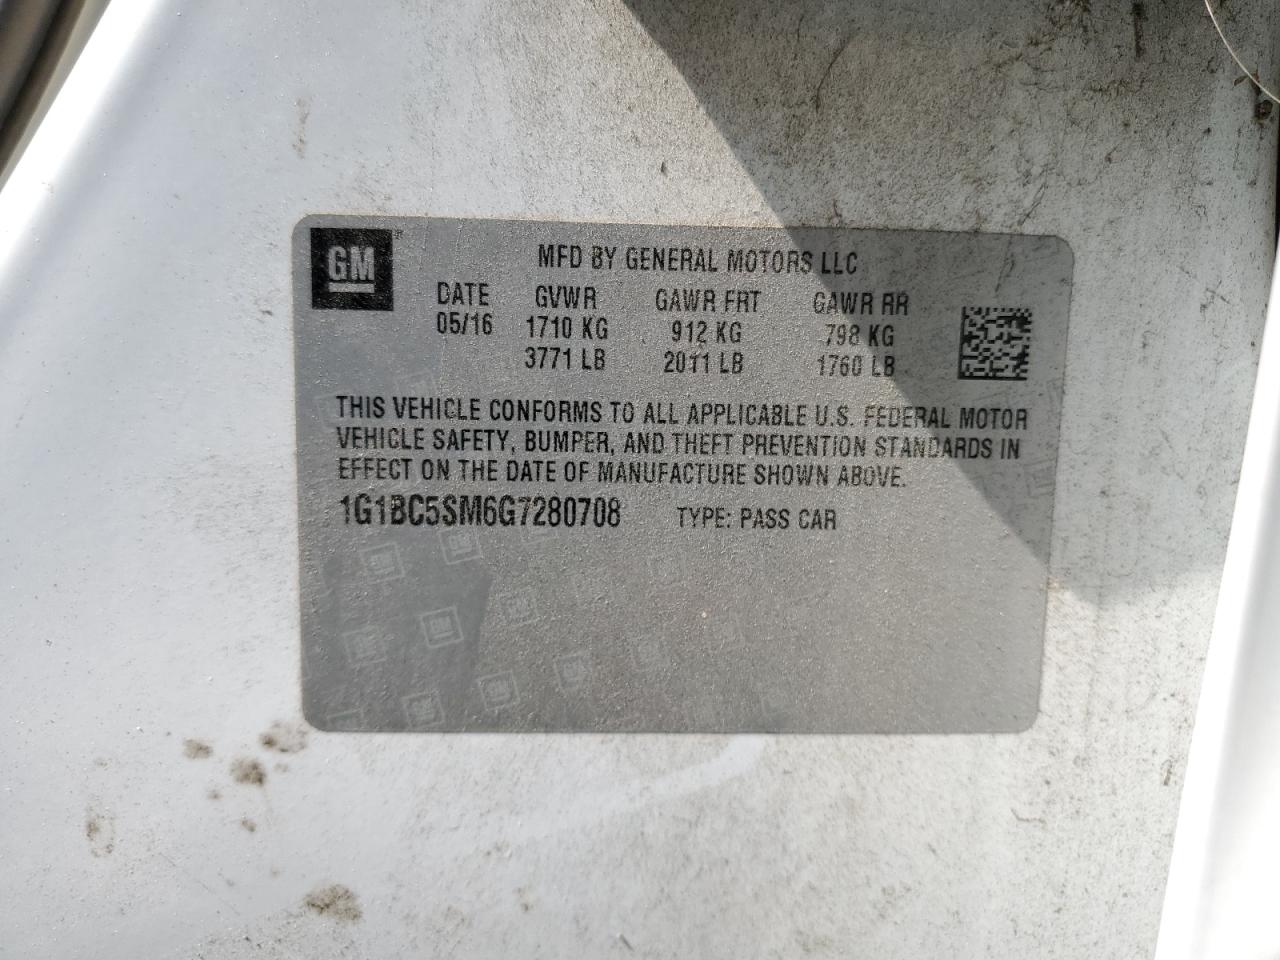 GM
MFD BY GENERAL MOTORS LLC
DATE GVWR GAWR FRT GAWR RR
05/16 1710 KG 912 KG 798 KG
3771 LB 2011 LB 1760 LB
THIS VEHICLE CONFORMS TO ALL APPLICABLE U.S. FEDERAL MOTOR
VEHICLE SAFETY, BUMPER, AND THEFT PREVENTION STANDARDS IN
EFFECT ON THE DATE OF MANUFACTURE SHOWN ABOVE.
1G1BC5SM6G7280708 TYPE: PASS CAR